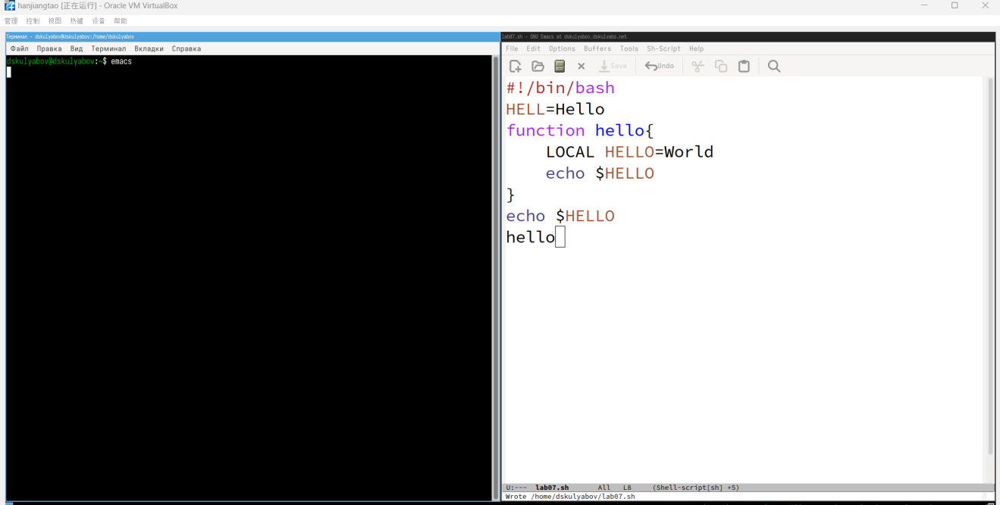 hanjiangtao [正在运行] - Oracle VM VirtualBox
管理 控制 视图 热键 设备 帮助
Терминал - dskulyabov@dskulyabov:/home/dskulyabov
Файл Правка Вид Терминал Вкладки Справка
dskulyabov@dskulyabov:~$ emacs
lab07.sh - GNU Emacs at dskulyabov.dskulyabo.net
File Edit Options Buffers Tools Sh-Script Help
Save Undo
#!/bin/bash
HELL=Hello
function hello{
    LOCAL HELLO=World
    echo $HELLO
}
echo $HELLO
hello
U:--- lab07.sh All L8 (Shell-script[sh] +5)
Wrote /home/dskulyabov/lab07.sh